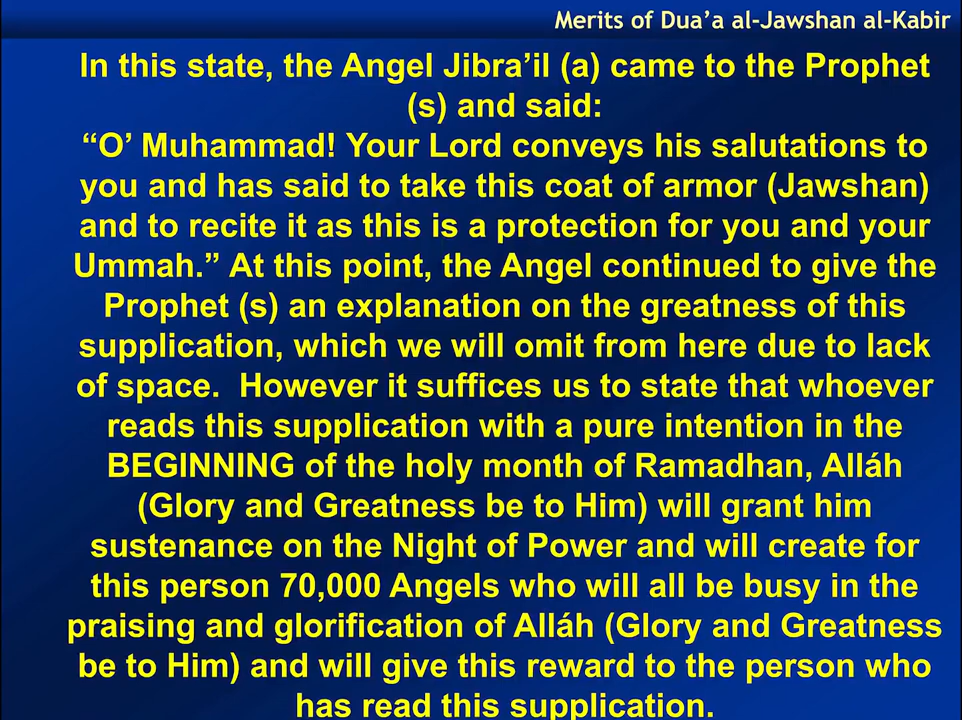 Merits of Dua’a al-Jawshan al-Kabir
In this state, the Angel Jibra’il (a) came to the Prophet
(s) and said:
“O’ Muhammad! Your Lord conveys his salutations to
you and has said to take this coat of armor (Jawshan)
and to recite it as this is a protection for you and your
Ummah.” At this point, the Angel continued to give the
Prophet (s) an explanation on the greatness of this
supplication, which we will omit from here due to lack
of space.  However it suffices us to state that whoever
reads this supplication with a pure intention in the
BEGINNING of the holy month of Ramadhan, Alláh
(Glory and Greatness be to Him) will grant him
sustenance on the Night of Power and will create for
this person 70,000 Angels who will all be busy in the
praising and glorification of Alláh (Glory and Greatness
be to Him) and will give this reward to the person who
has read this supplication.